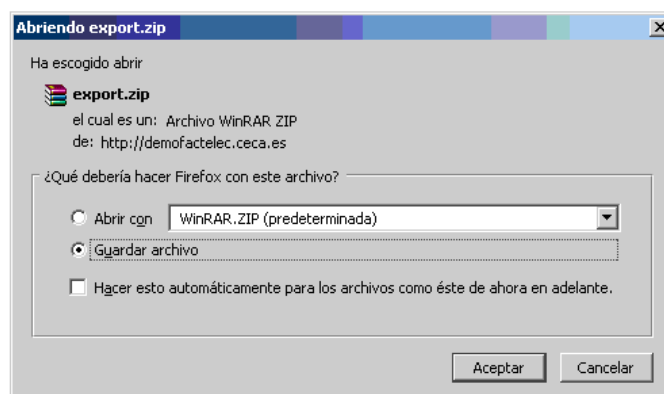 Abriendo export.zip
Ha escogido abrir
export.zip
el cual es un: Archivo WinRAR ZIP
de: http://demofactelec.ceca.es
¿Qué debería hacer Firefox con este archivo?
Abrir con WinRAR.ZIP (predeterminada)
Guardar archivo
Hacer esto automáticamente para los archivos como éste de ahora en adelante.
Aceptar Cancelar